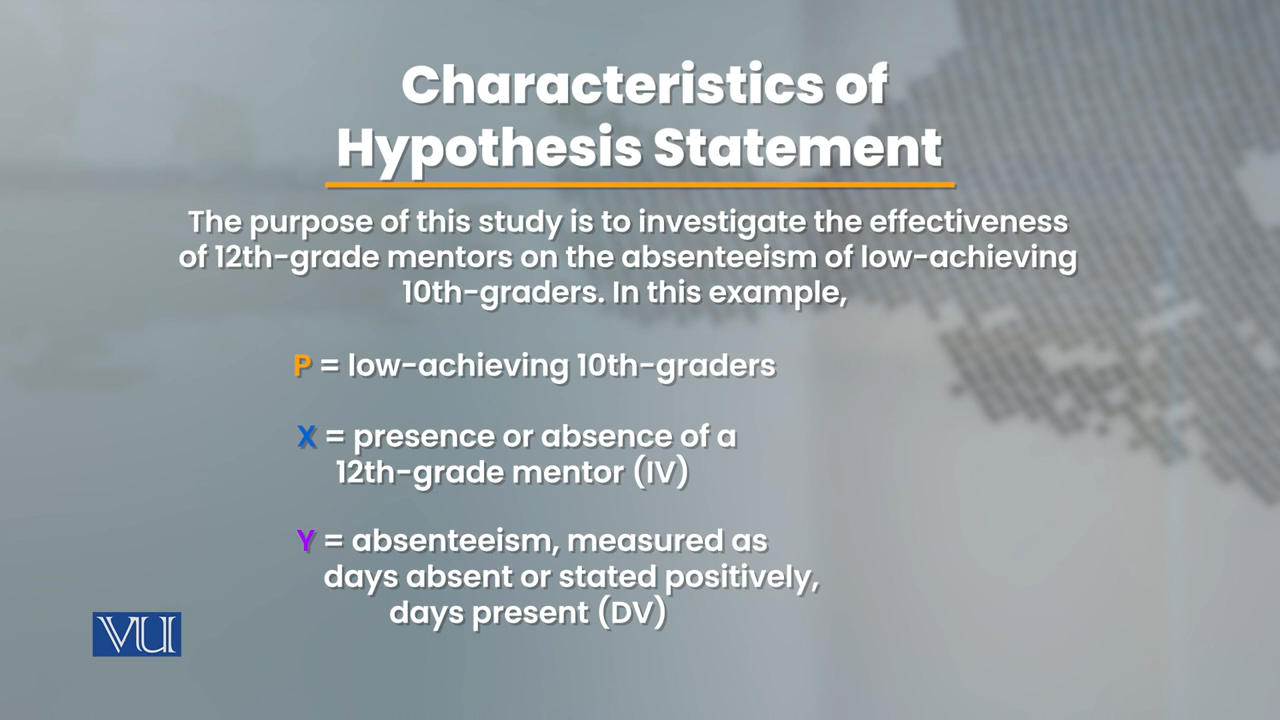 Characteristics of
Hypothesis Statement
The purpose of this study is to investigate the effectiveness
of 12th-grade mentors on the absenteeism of low-achieving
10th-graders. In this example,
P = low-achieving 10th-graders
X = presence or absence of a
12th-grade mentor (IV)
Y = absenteeism, measured as
days absent or stated positively,
days present (DV)
VU